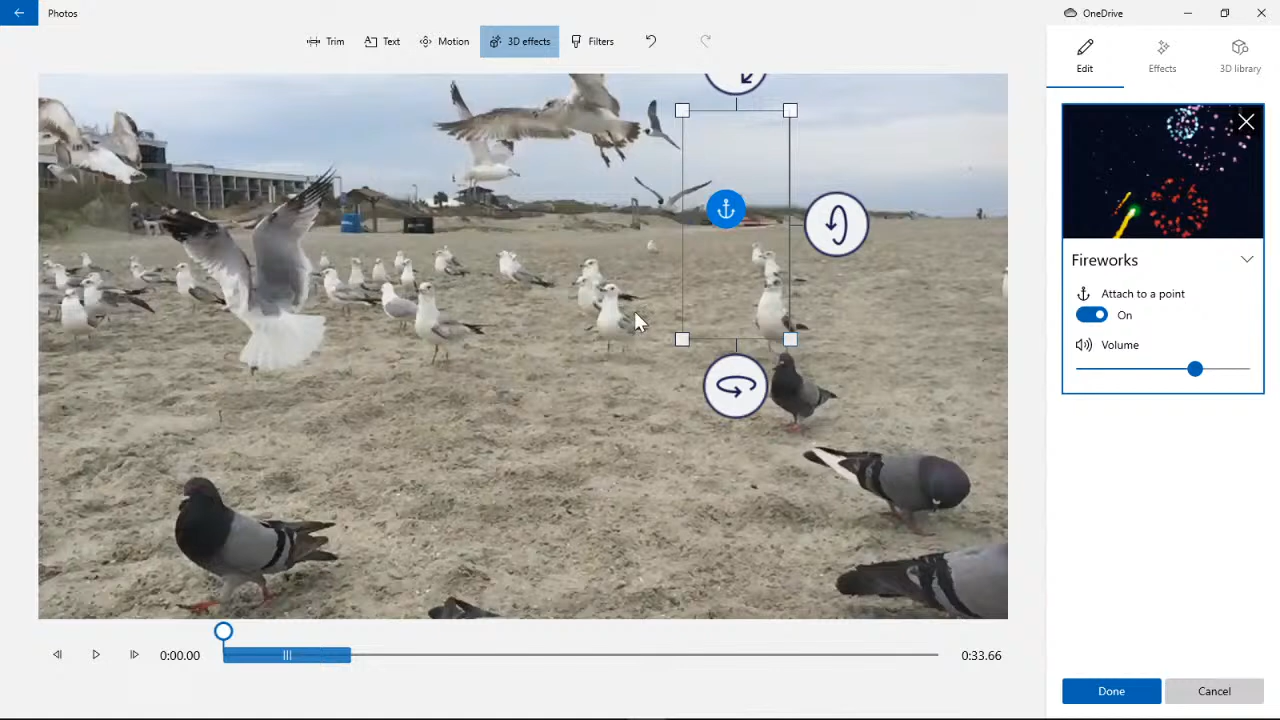 Photos
OneDrive
Trim
Text
Motion
3D effects
Filters
Edit
Effects
3D library
Fireworks
Attach to a point
On
Volume
0:00.00
0:33.66
Done
Cancel